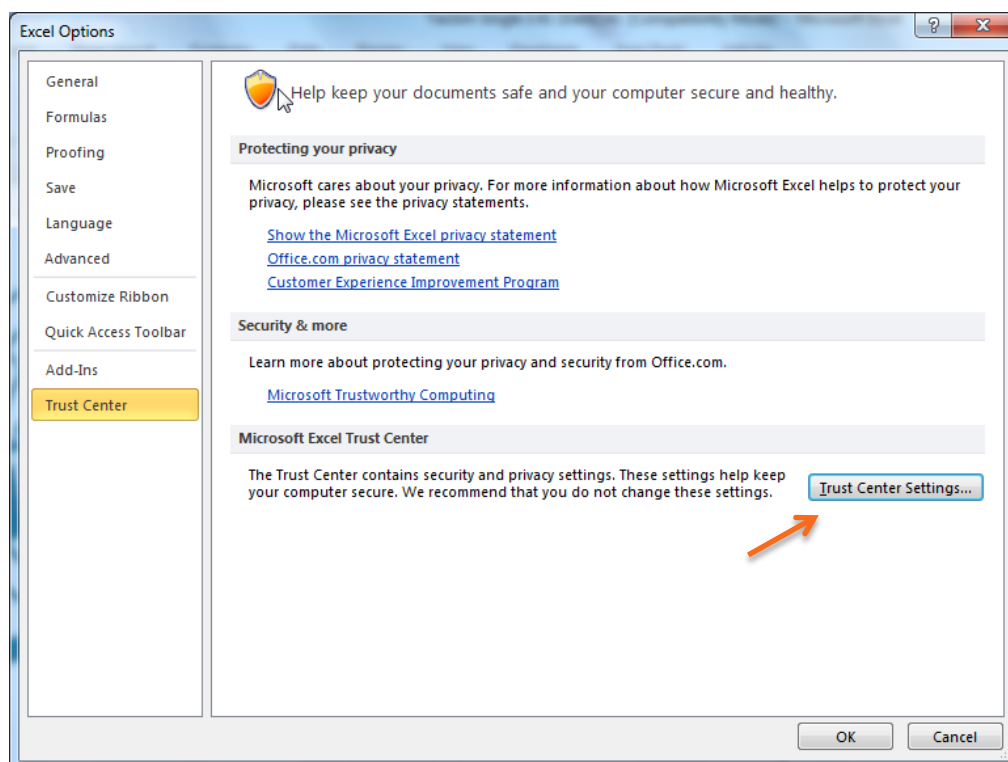 Excel Options
General
Formulas
Proofing
Save
Language
Advanced
Customize Ribbon
Quick Access Toolbar
Add-Ins
Trust Center
Help keep your documents safe and your computer secure and healthy.
Protecting your privacy
Microsoft cares about your privacy. For more information about how Microsoft Excel helps to protect your
privacy, please see the privacy statements.
Show the Microsoft Excel privacy statement
Office.com privacy statement
Customer Experience Improvement Program
Security & more
Learn more about protecting your privacy and security from Office.com.
Microsoft Trustworthy Computing
Microsoft Excel Trust Center
The Trust Center contains security and privacy settings. These settings help keep
your computer secure. We recommend that you do not change these settings.
Trust Center Settings...
OK
Cancel